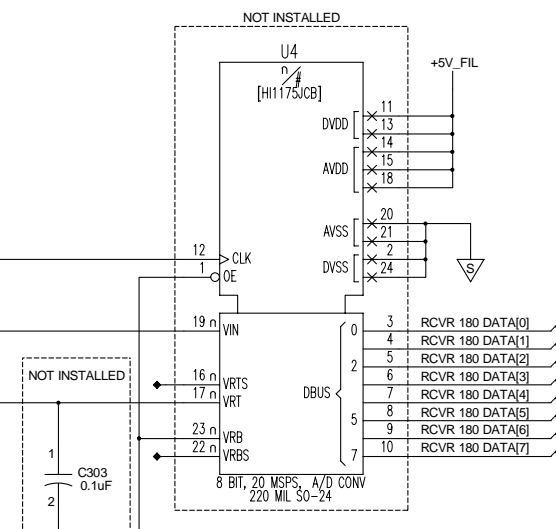 NOT INSTALLED
U4
n
#
[HI1175JCB]
+5V_FIL
DVDD
11
13
AVDD
14
15
18
AVSS
20
21
DVSS
2
24
12
CLK
1
OE
19 n VIN
16 n VRTS
17 n VRT
23 n VRB
22 n VRBS
DBUS
0
2
5
7
3 RCVR 180 DATA[0]
4 RCVR 180 DATA[1]
5 RCVR 180 DATA[2]
6 RCVR 180 DATA[3]
7 RCVR 180 DATA[4]
8 RCVR 180 DATA[5]
9 RCVR 180 DATA[6]
10 RCVR 180 DATA[7]
S
NOT INSTALLED
1
C303
0.1uF
2
8 BIT, 20 MSPS, A/D CONV
220 MIL SO-24